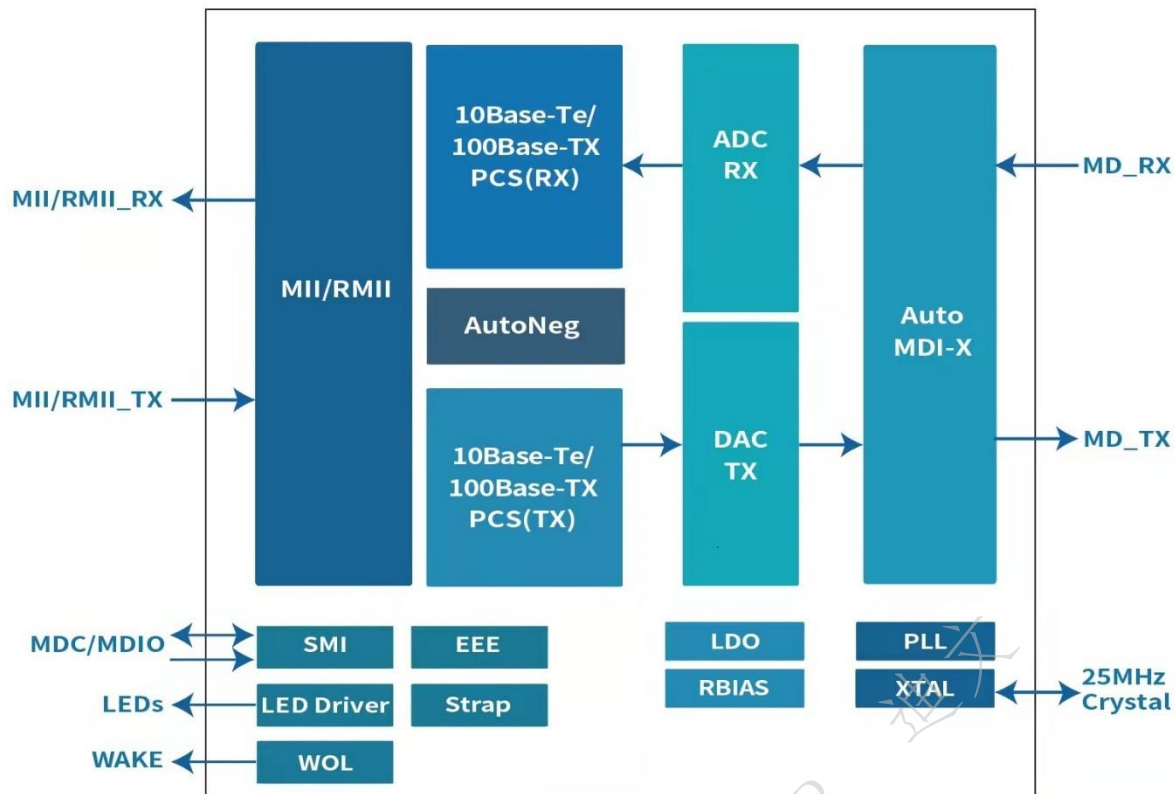 10Base-Te/
100Base-TX
PCS(RX)
ADC
RX
MD_RX
MII/RMII_RX
MII/RMII
AutoNeg
Auto
MDI-X
MII/RMII_TX
10Base-Te/
100Base-TX
PCS(TX)
DAC
TX
MD_TX
MDC/MDIO
SMI
EEE
LDO
PLL
LEDs
LED Driver
Strap
RBIAS
XTAL
25MHz
Crystal
WAKE
WOL